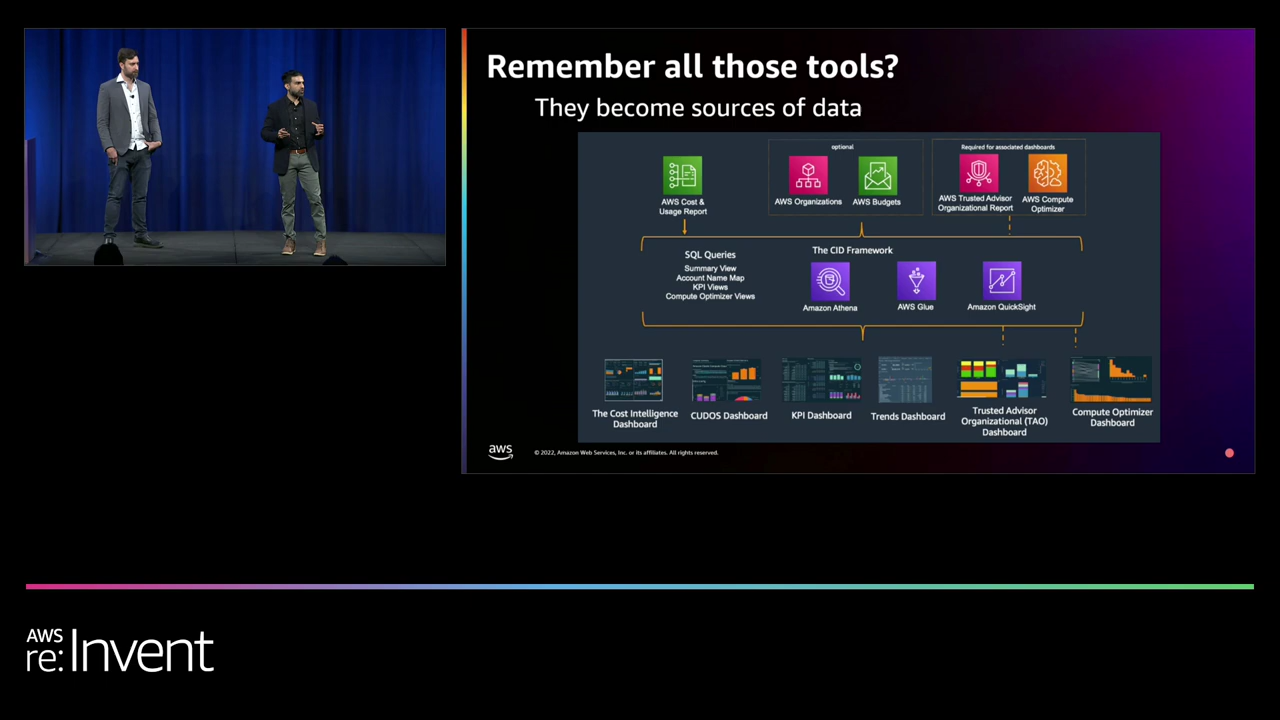 Remember all those tools?
They become sources of data
optional
Required for associated dashboards
AWS Cost &
Usage Report
AWS Organizations
AWS Budgets
AWS Trusted Advisor
Organizational Report
AWS Compute
Optimizer
SQL Queries
Summary View
Account Name Map
KPI Views
Compute Optimizer Views
The CID Framework
Amazon Athena
AWS Glue
Amazon QuickSight
The Cost Intelligence
Dashboard
CUDOS Dashboard
KPI Dashboard
Trends Dashboard
Trusted Advisor
Organizational (TAO)
Dashboard
Compute Optimizer
Dashboard
aws
© 2022, Amazon Web Services, Inc. or its affiliates. All rights reserved.
AWS
re:Invent